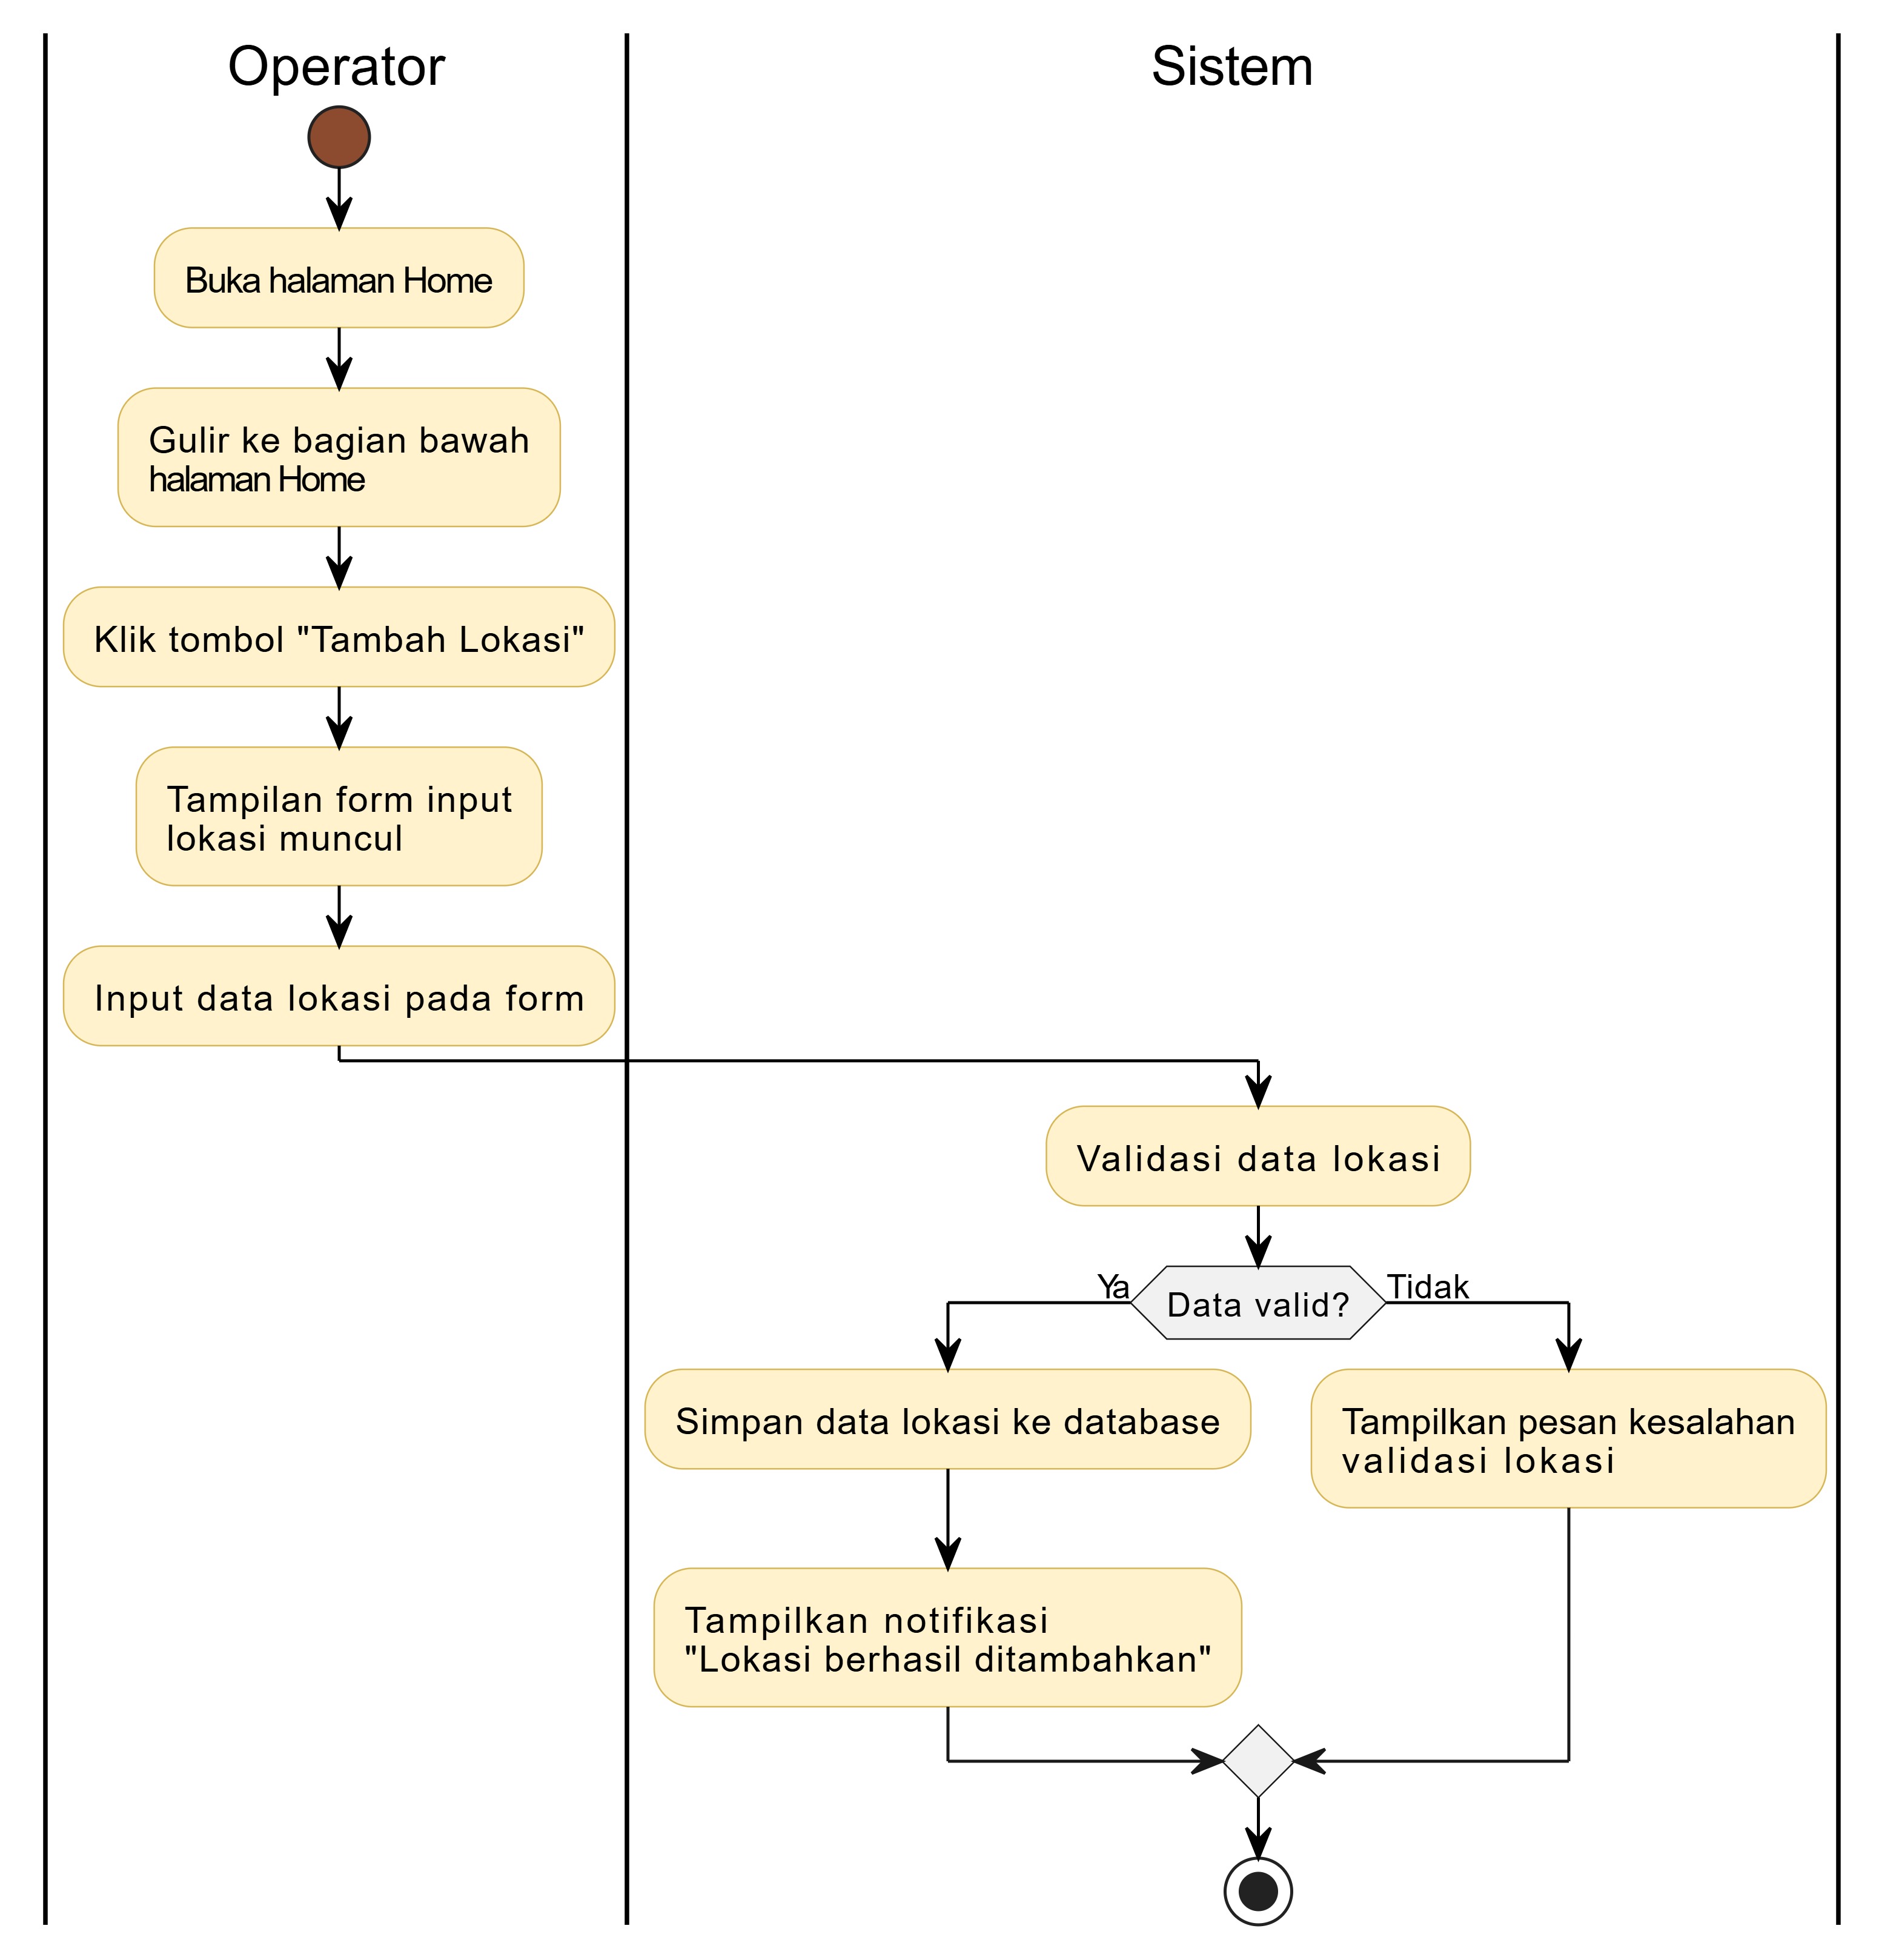 Operator
Sistem
Buka halaman Home
Gulir ke bagian bawah
halaman Home
Klik tombol "Tambah Lokasi"
Tampilan form input
lokasi muncul
Input data lokasi pada form
Validasi data lokasi
Ya
Data valid?
Tidak
Simpan data lokasi ke database
Tampilkan pesan kesalahan
validasi lokasi
Tampilkan notifikasi
"Lokasi berhasil ditambahkan"